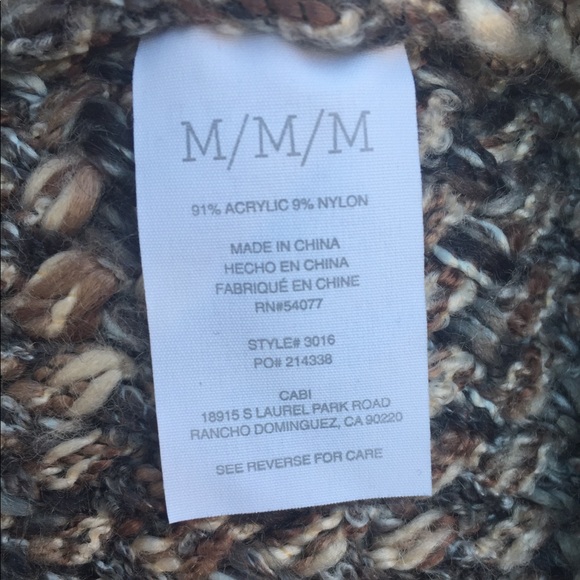 M/M/M
91% ACRYLIC 9% NYLON
MADE IN CHINA
HECHO EN CHINA
FABRIQUÉ EN CHINE
RN#54077
STYLE# 3016
PO# 214338
CABI
18915 S LAUREL PARK ROAD
RANCHO DOMINGUEZ, CA 90220
SEE REVERSE FOR CARE